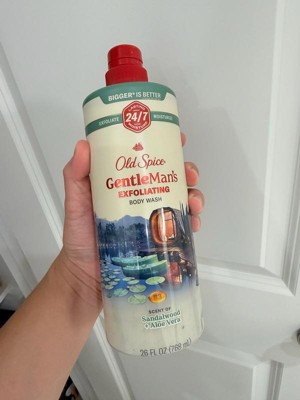 BIGGER* IS BETTER
EXFOLIATE 24/7 MOISTURIZE
Old Spice
GentleMan's
EXFOLIATING
BODY WASH
SCENT OF
Sandalwood
+ Aloe Vera
26 FL OZ (768 mL)